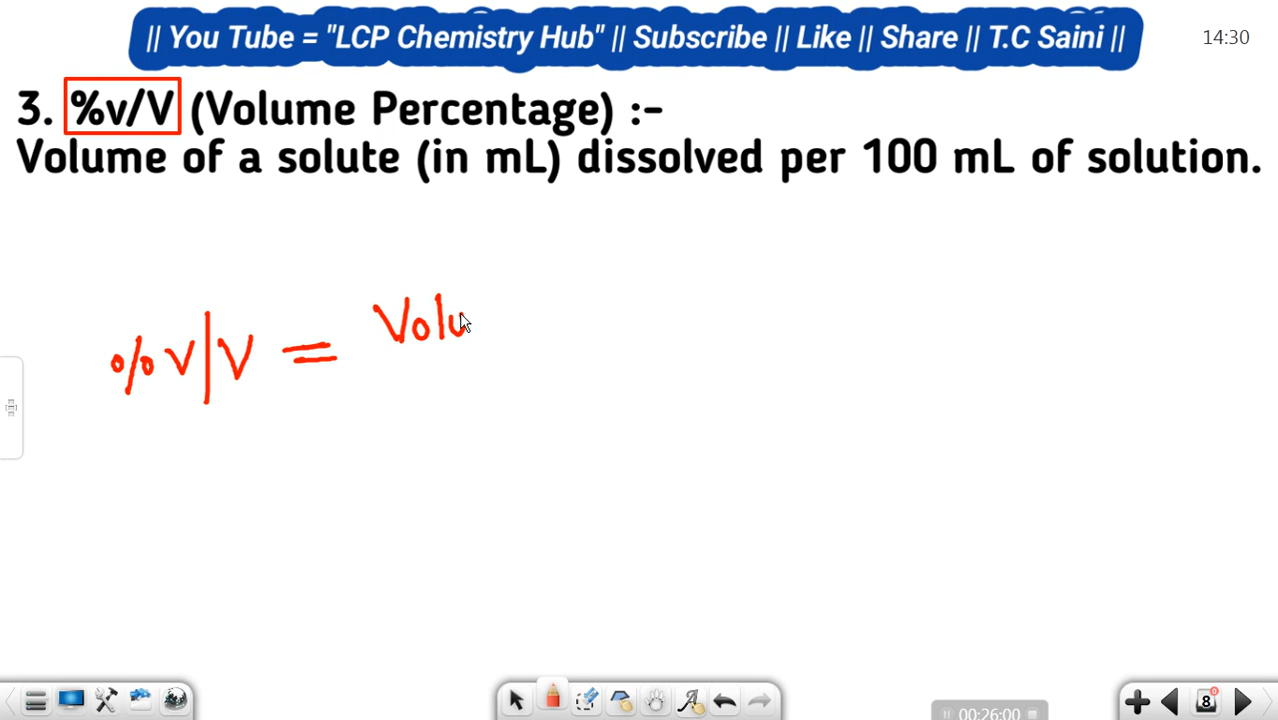 || You Tube = "LCP Chemistry Hub" || Subscribe || Like || Share || T.C Saini ||
14:30
3. %v/V (Volume Percentage) :-
Volume of a solute (in mL) dissolved per 100 mL of solution.
%v/V = Volu
8
00:26:00